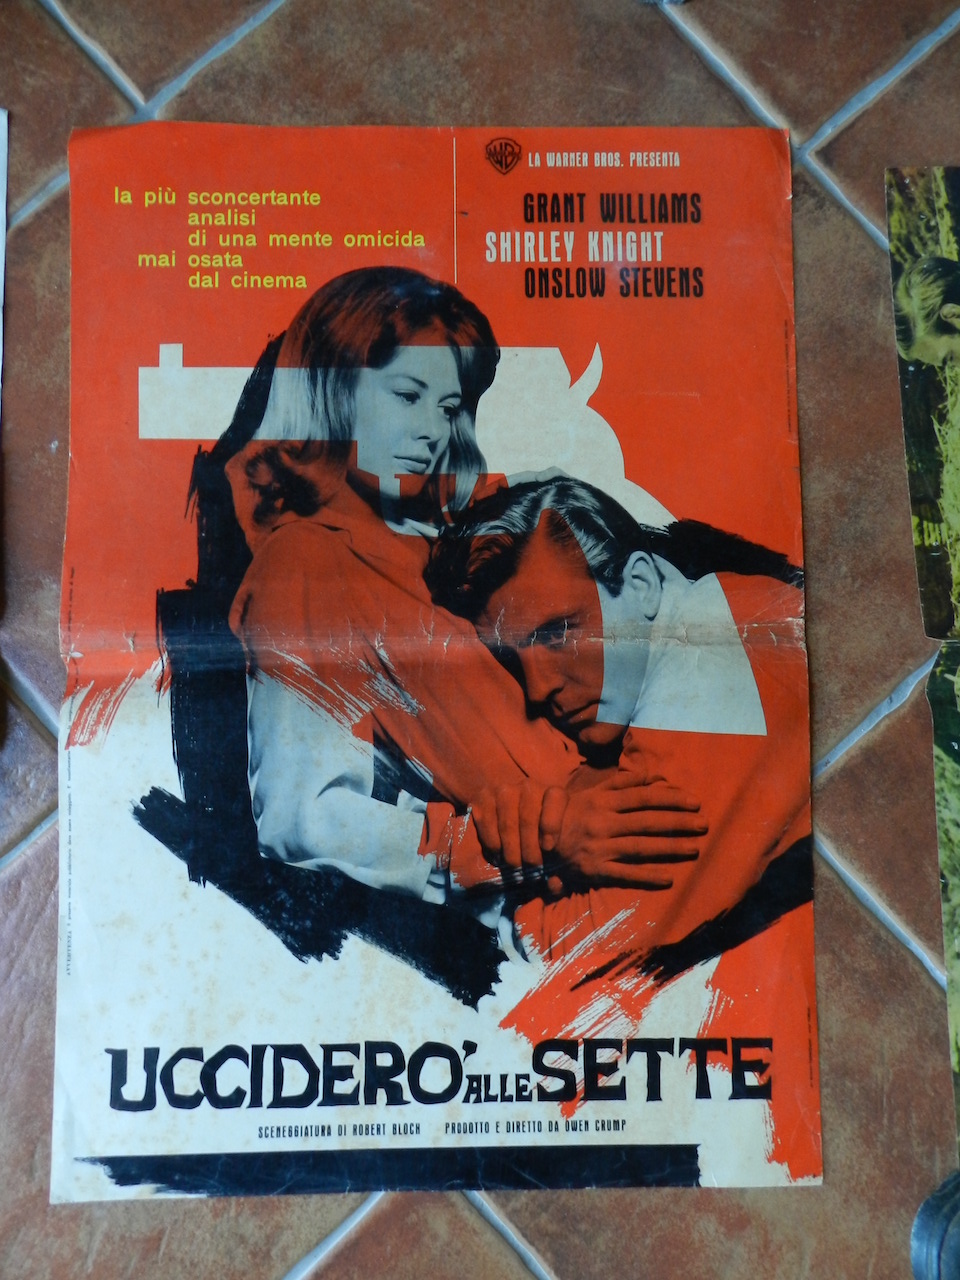 LA WARNER BROS. PRESENTA
la più sconcertante
analisi
di una mente omicida
mai osata
dal cinema
GRANT WILLIAMS
SHIRLEY KNIGHT
ONSLOW STEVENS
UCCIDERO' ALLE SETTE
SCENEGGIATURA DI ROBERT BLOCH PRODOTTO E DIRETTO DA OWEN CRUMP